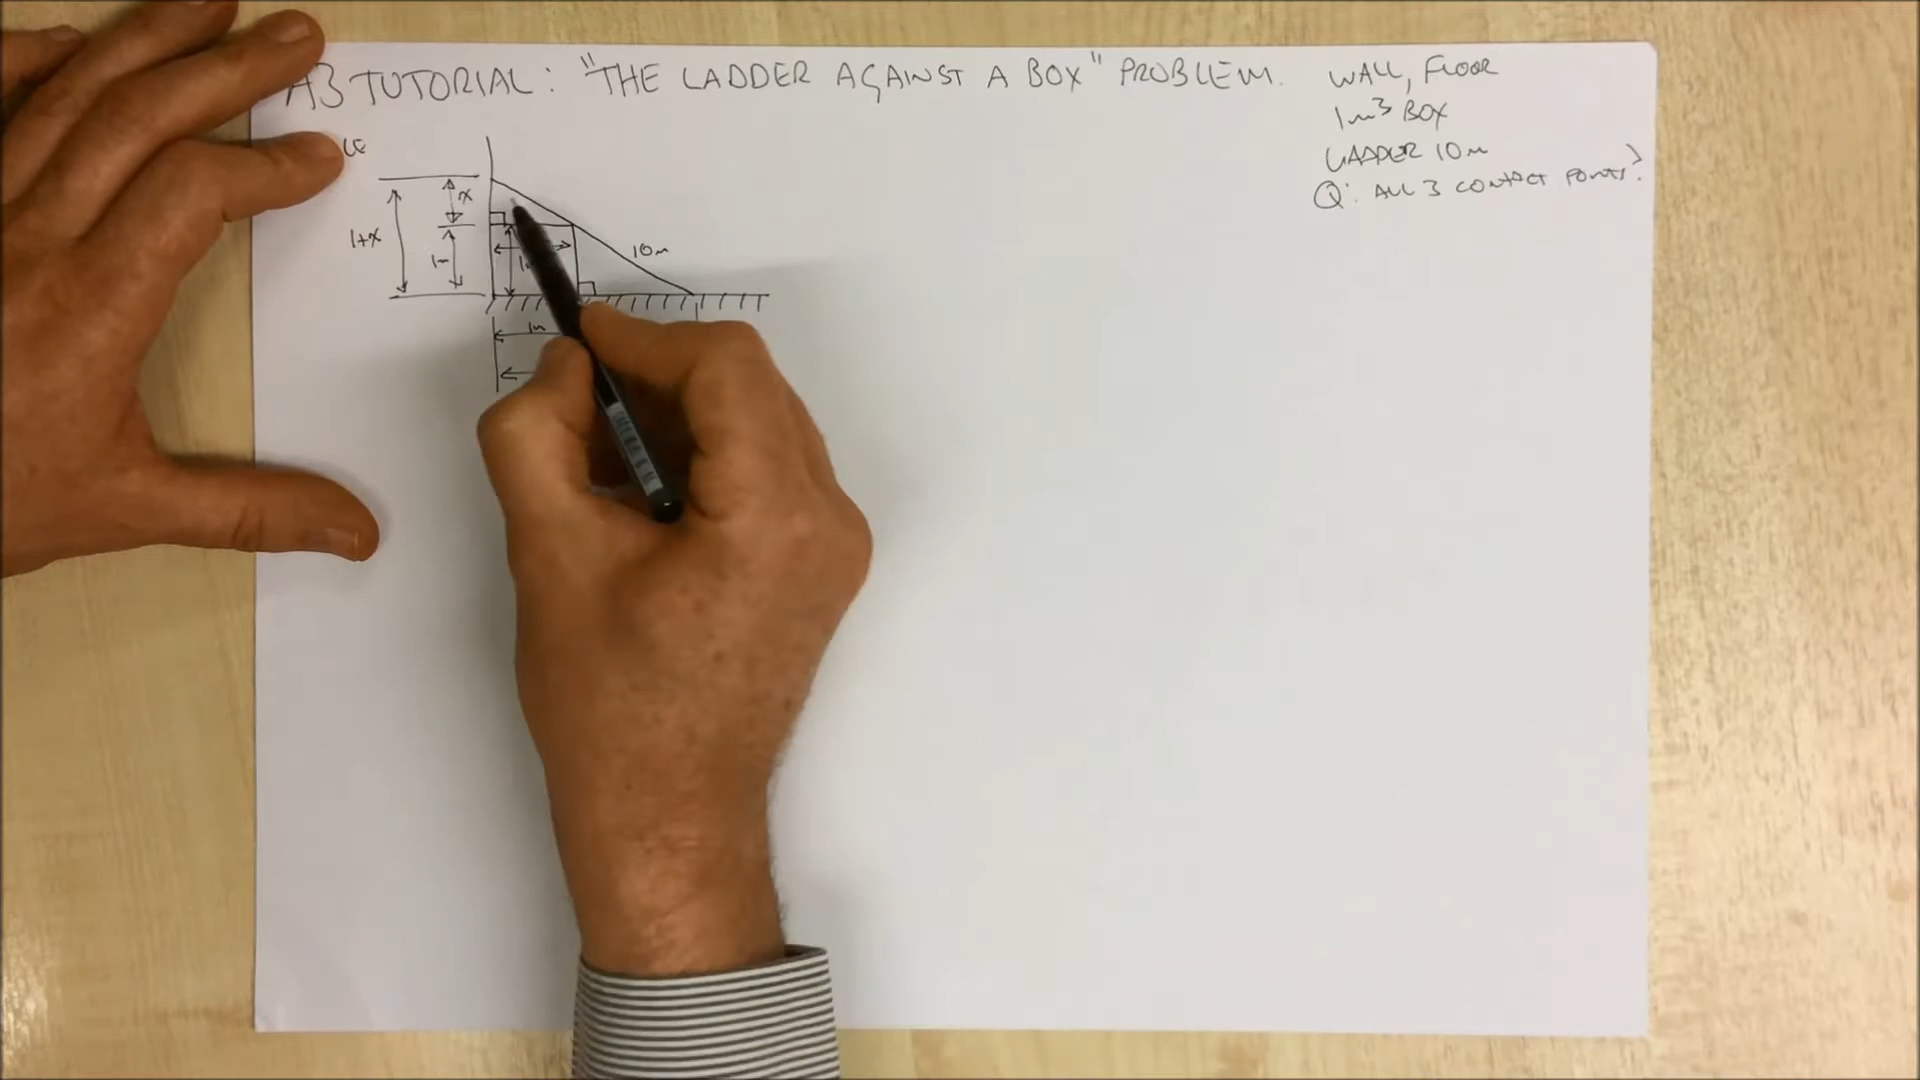 A3 TUTORIAL: "THE LADDER AGAINST A BOX" PROBLEM.
WALL, FLOOR
1m³ BOX
LADDER 10m
Q: ALL 3 CONTACT POINTS?
x
1+x
1m
10m
1m